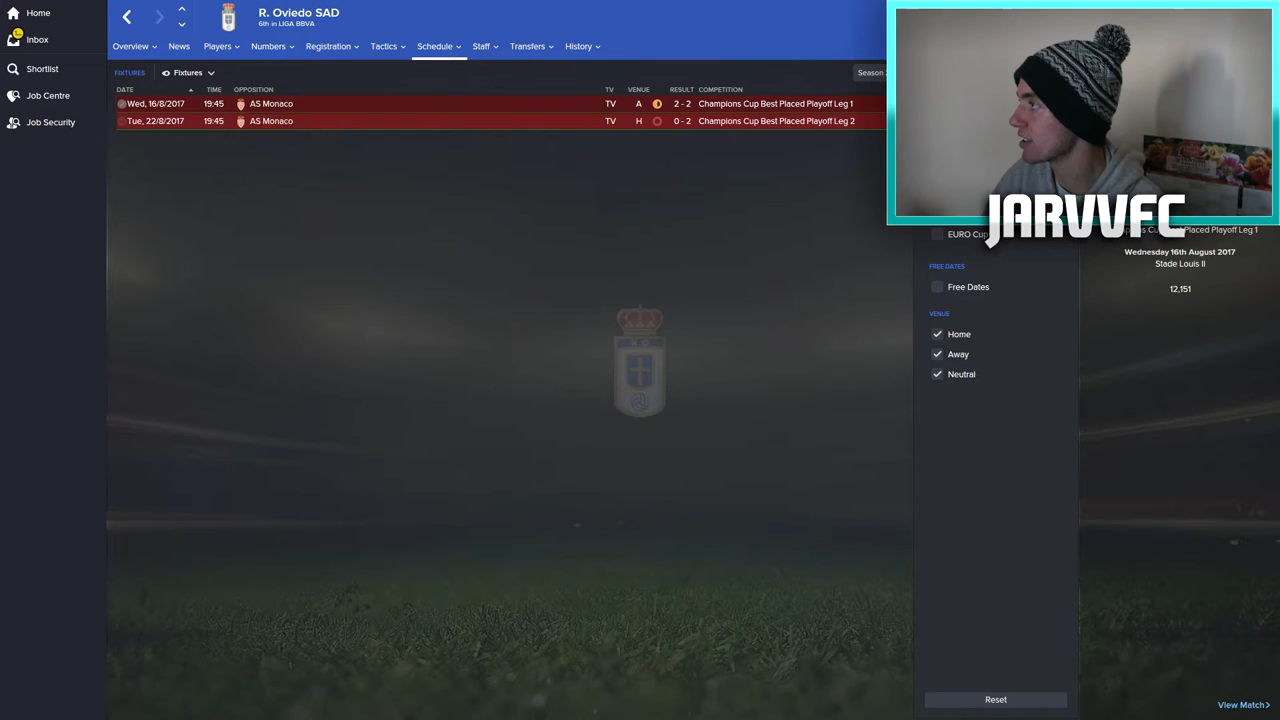 Home
Inbox
Shortlist
Job Centre
Job Security
R. Oviedo SAD
6th in LIGA BBVA
Overview News Players Numbers Registration Tactics Schedule Staff Transfers History
FIXTURES Fixtures Season
DATE TIME OPPOSITION TV VENUE RESULT COMPETITION
Wed, 16/8/2017 19:45 AS Monaco TV A 2 - 2 Champions Cup Best Placed Playoff Leg 1
Tue, 22/8/2017 19:45 AS Monaco TV H 0 - 2 Champions Cup Best Placed Playoff Leg 2
JARVVFC
EURO Cup
FREE DATES
Free Dates
VENUE
Home
Away
Neutral
Reset
Placed Playoff Leg 1
Wednesday 16th August 2017
Stade Louis II
12,151
View Match